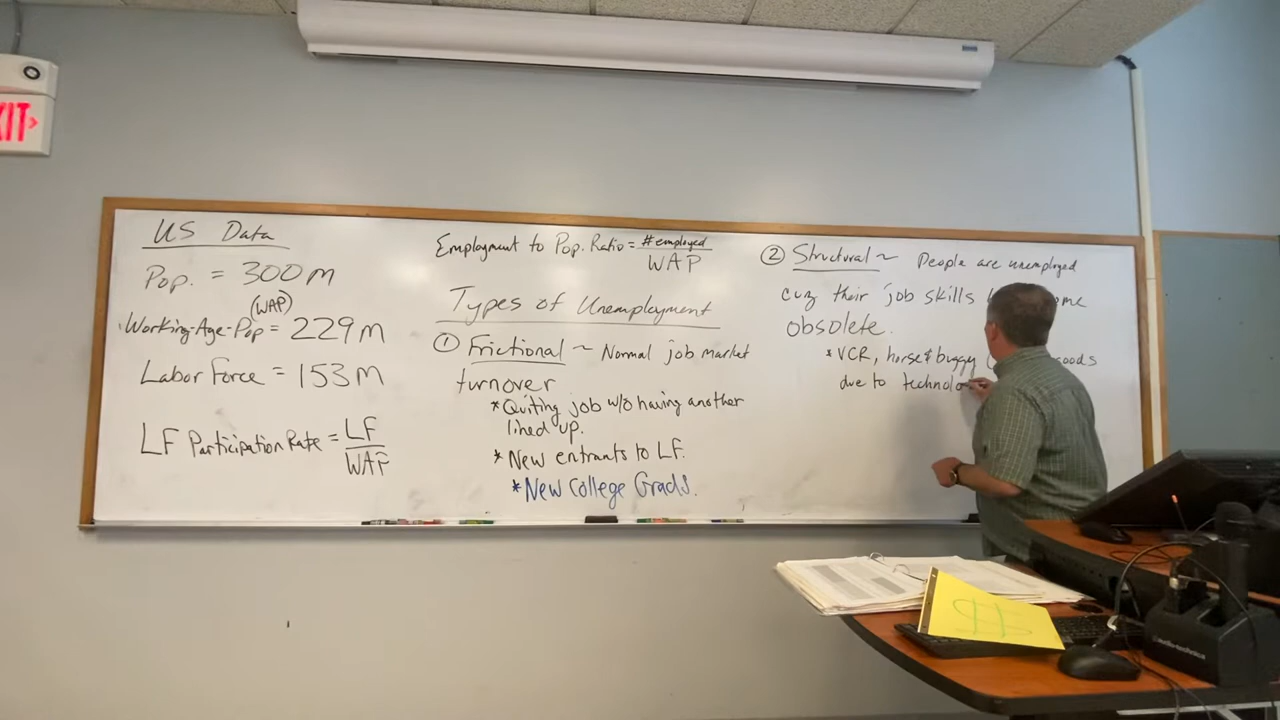 XIT
US Data
Pop. = 300m
(WAP)
Working-Age-Pop = 229m
Labor Force = 153m
LF Participation Rate = LF
WAP
Employment to Pop. Ratio = #employed
WAP
Types of Unemployment
① Frictional ~ Normal job market
turnover
*Quiting job w/o having another
lined up.
*New entrants to LF.
*New College Grads.
② Structural ~ People are unemployed
cuz their job skills
obsolete.
*VCR, horse & buggy
due to technolo
$